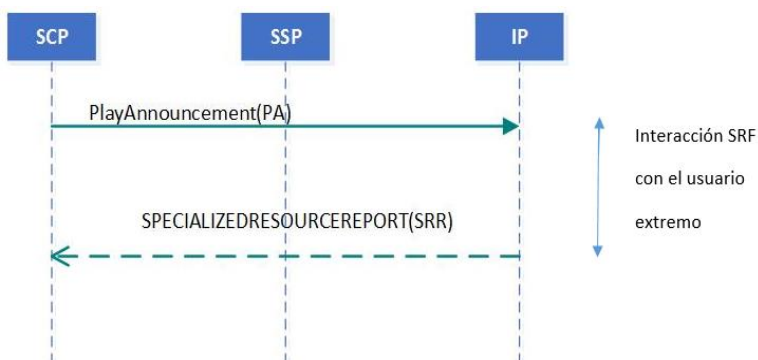 SCP
SSP
IP
PlayAnnouncement(PA)
Interacción SRF
con el usuario
extremo
SPECIALIZEDRESOURCEREPORT(SRR)